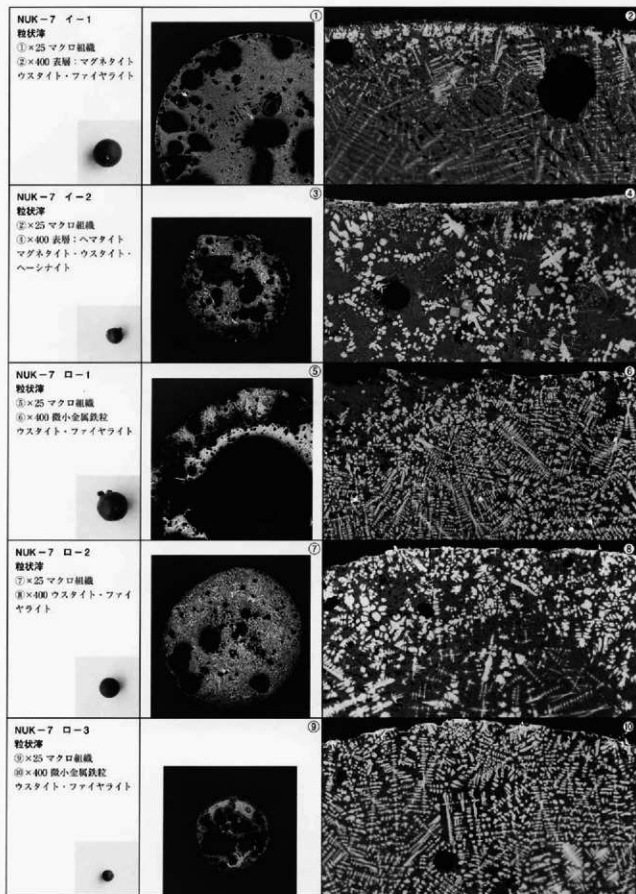 NUK-7 イ-1
粒状滓
①×25 マクロ組織
②×400 表層：マグネタイト
ウスタイト・ファイヤライト
①
②
NUK-7 イ-2
粒状滓
②×25 マクロ組織
④×400 表層：ヘマタイト
マグネタイト・ウスタイト・
ヘーシナイト
③
④
NUK-7 ロ-1
粒状滓
⑤×25 マクロ組織
⑥×400 微小金属鉄粒
ウスタイト・ファイヤライト
⑤
⑥
NUK-7 ロ-2
粒状滓
⑦×25 マクロ組織
⑧×400 ウスタイト・ファイ
ヤライト
⑦
⑧
NUK-7 ロ-3
粒状滓
⑨×25 マクロ組織
⑩×400 微小金属鉄粒
ウスタイト・ファイヤライト
⑨
⑩